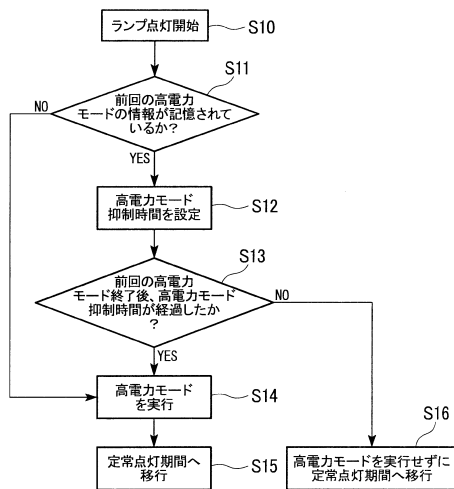 ランプ点灯開始
S10
S11
前回の高電力
モードの情報が記憶されて
いるか?
NO
YES
高電力モード
抑制時間を設定
S12
S13
前回の高電力
モード終了後、高電力モード
抑制時間が経過したか
?
NO
YES
高電力モード
を実行
S14
S16
定常点灯期間へ
移行
S15
高電力モードを実行せずに
定常点灯期間へ移行